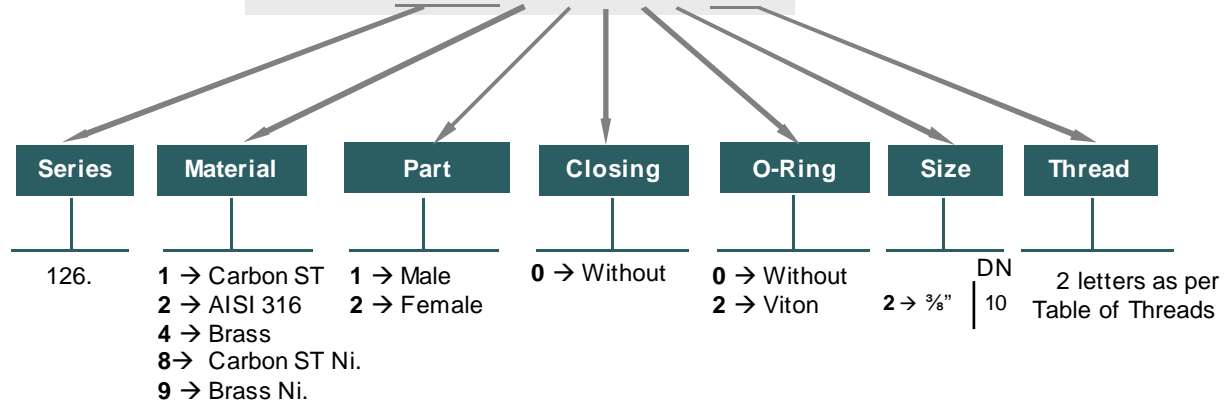 Series Material Part Closing O-Ring Size Thread
126.
1 → Carbon ST
2 → AISI 316
4 → Brass
8→ Carbon ST Ni.
9 → Brass Ni.
1 → Male
2 → Female
0 → Without
0 → Without
2 → Viton
DN
2 → ⅜” 10
2 letters as per
Table of Threads